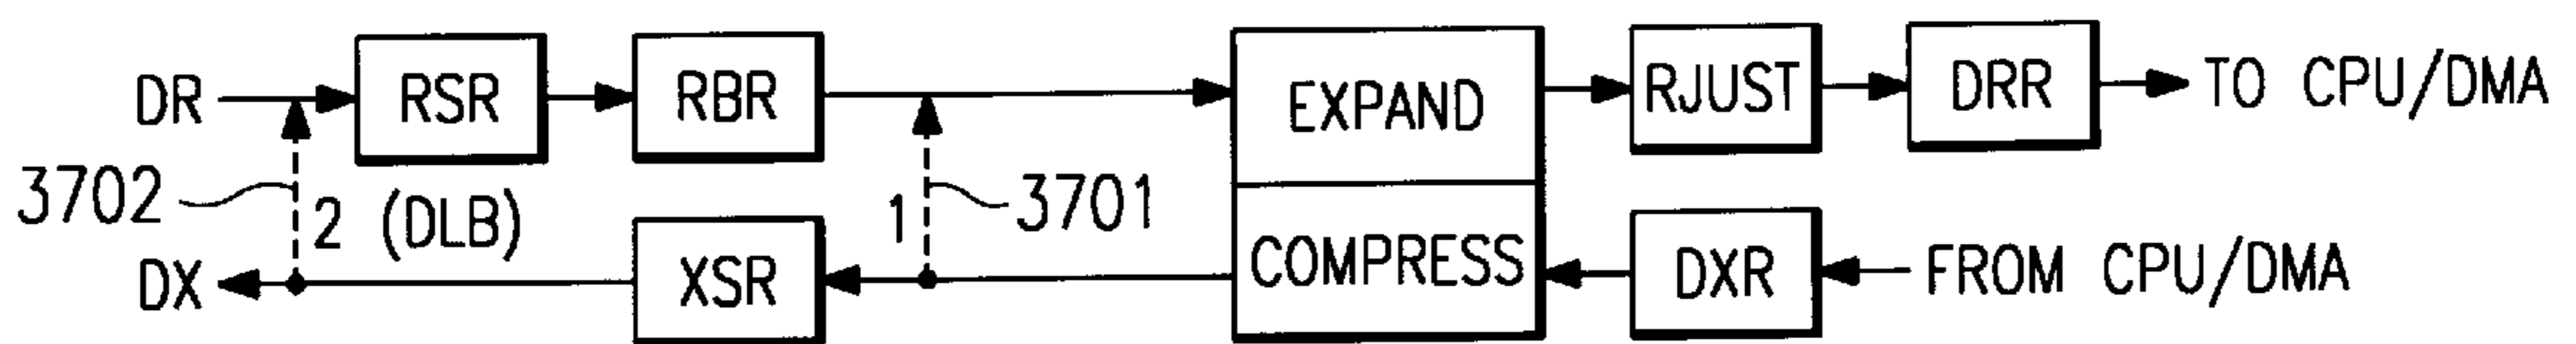 DR RSR RBR EXPAND RJUST DRR TO CPU/DMA
3702 2 (DLB) 1 3701
DX XSR COMPRESS DXR FROM CPU/DMA